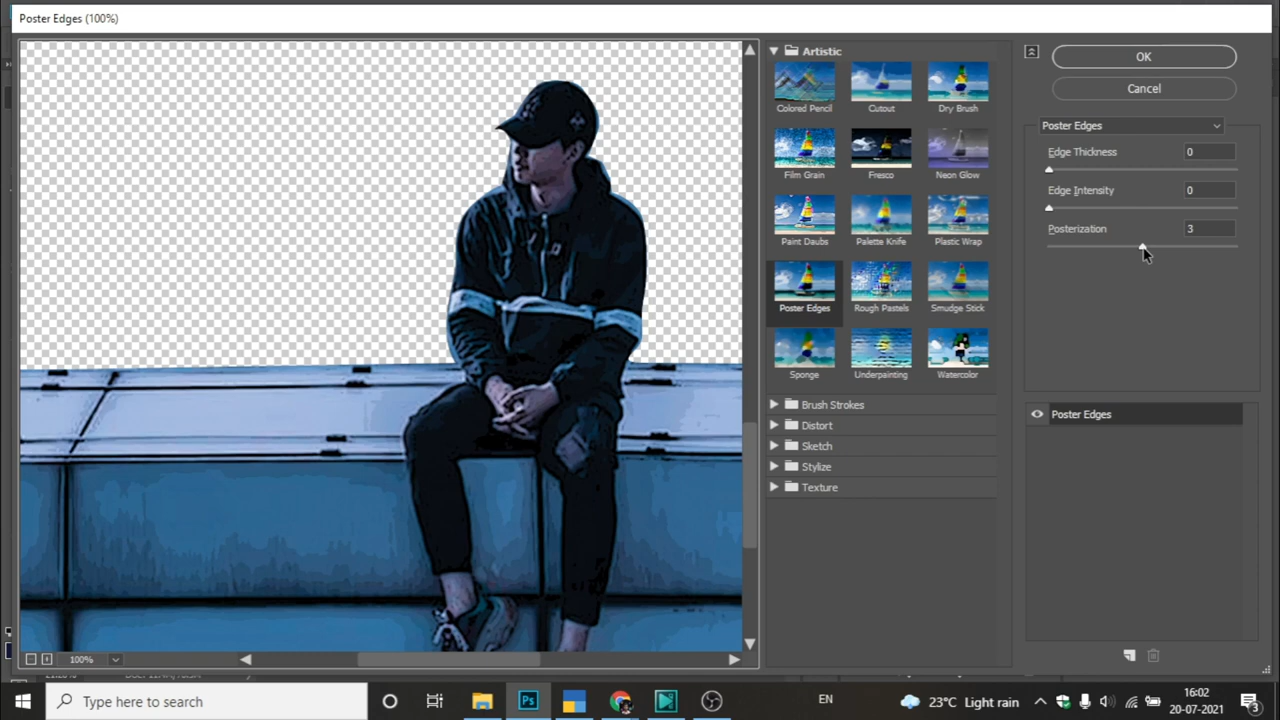 Poster Edges (100%)
Artistic
Colored Pencil
Cutout
Dry Brush
Film Grain
Fresco
Neon Glow
Paint Daubs
Palette Knife
Plastic Wrap
Poster Edges
Rough Pastels
Smudge Stick
Sponge
Underpainting
Watercolor
Brush Strokes
Distort
Sketch
Stylize
Texture
OK
Cancel
Poster Edges
Edge Thickness 0
Edge Intensity 0
Posterization 3
Poster Edges
100%
Type here to search
Ps
EN
23°C Light rain
16:02
20-07-2021
3